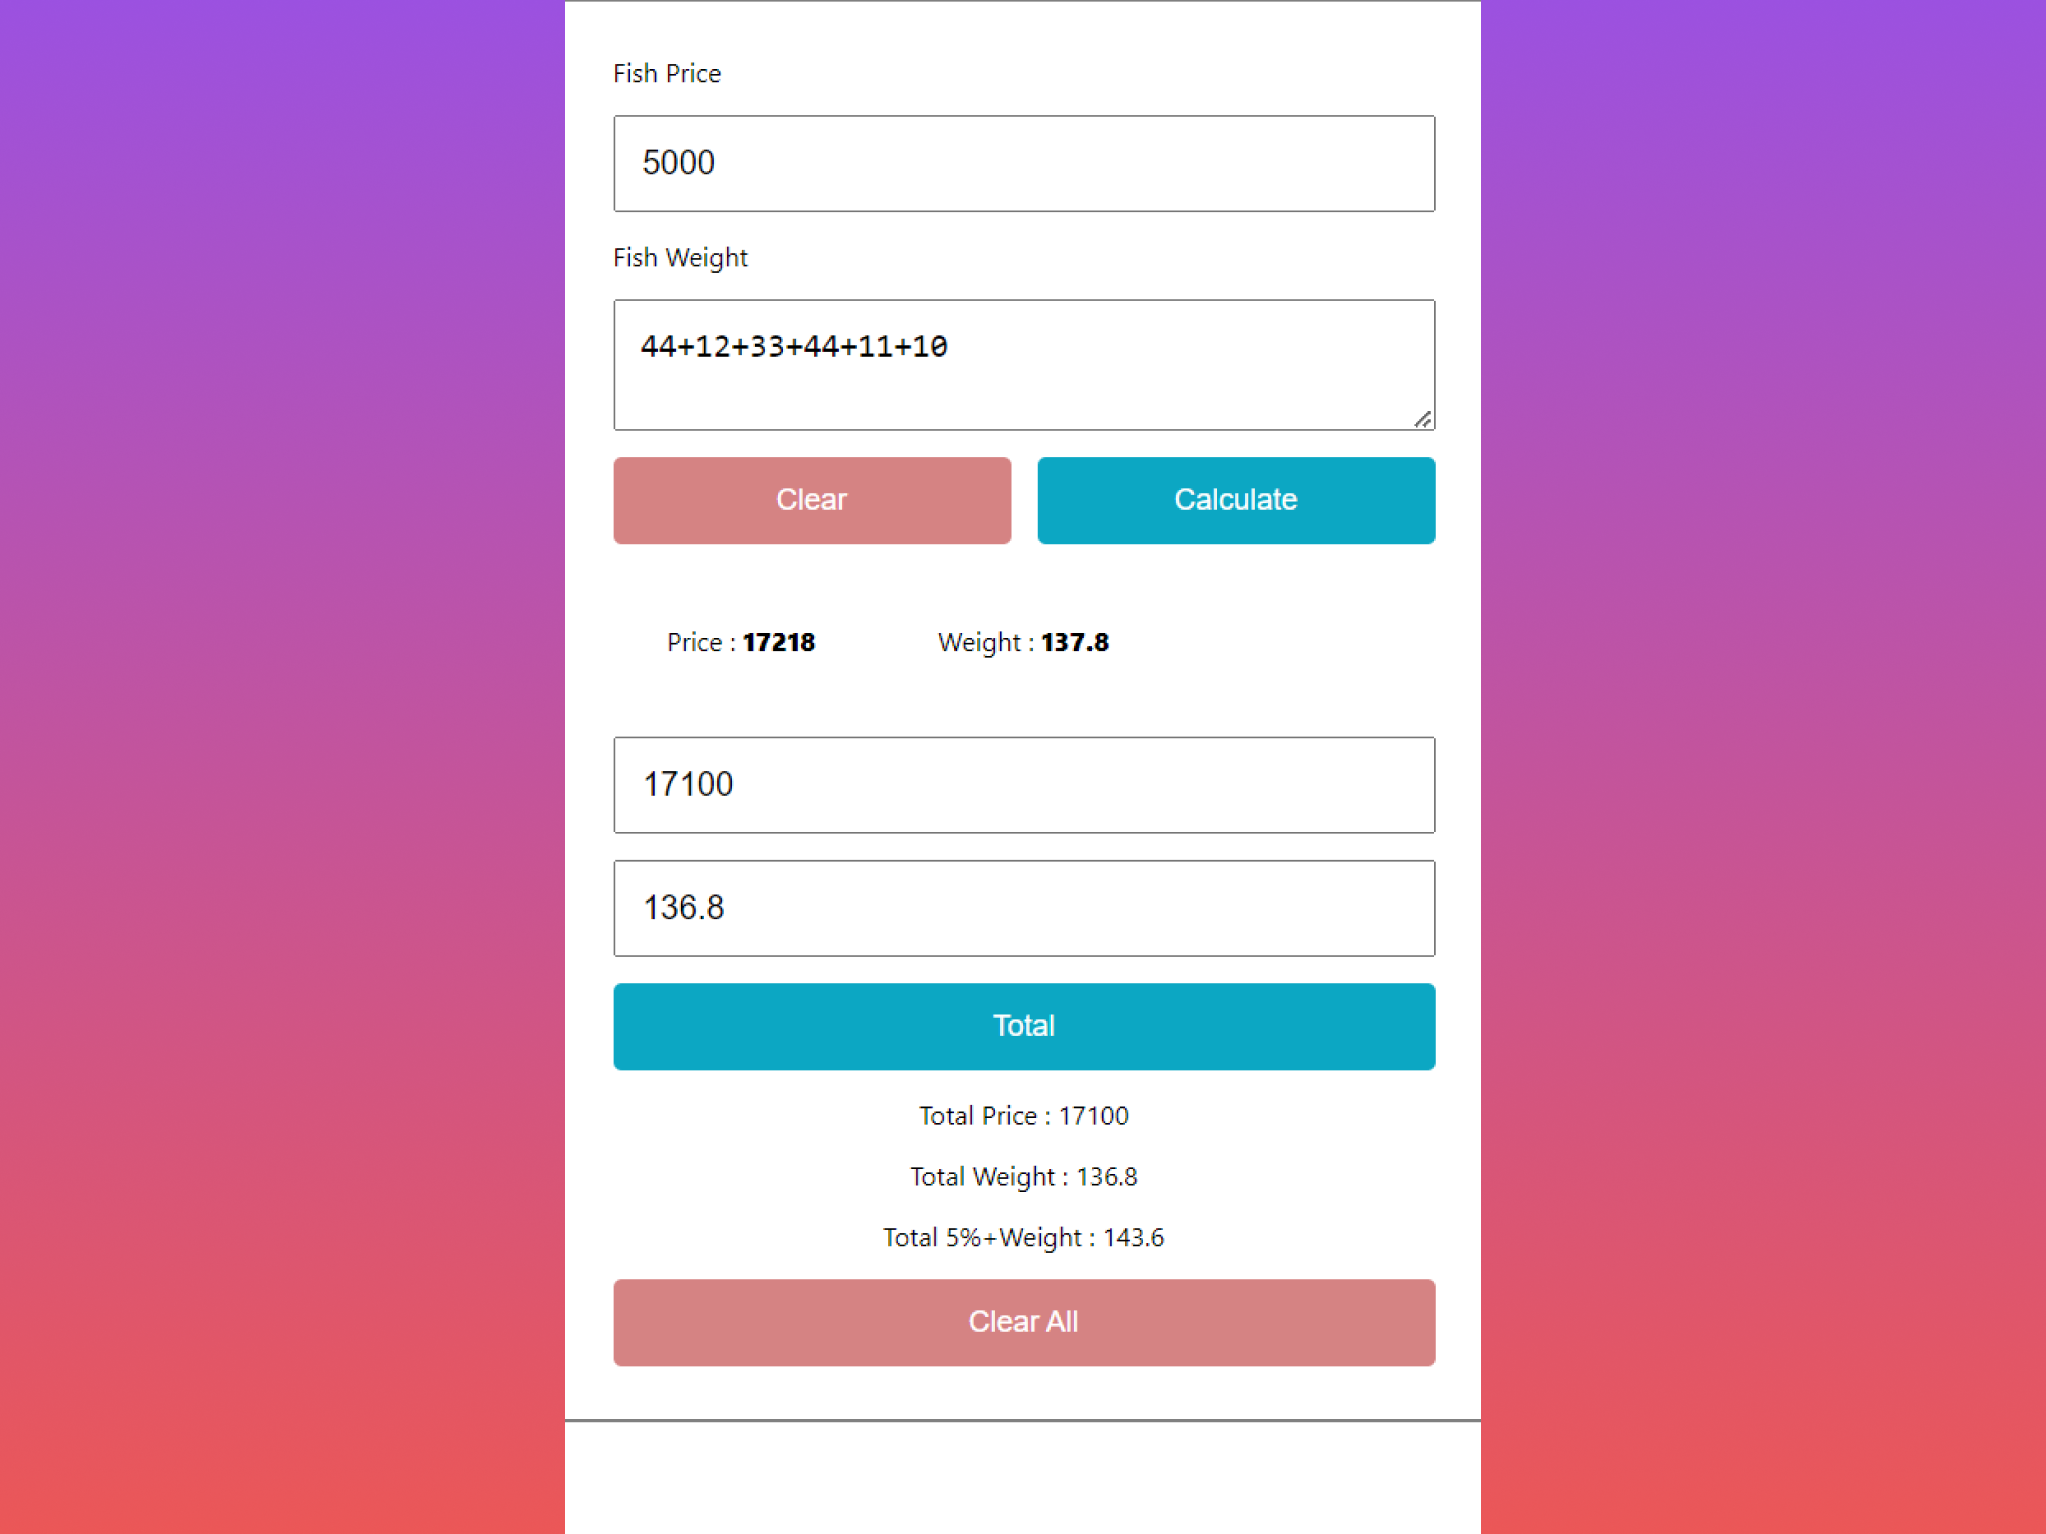 Fish Price
5000
Fish Weight
44+12+33+44+11+10
Clear
Calculate
Price : 17218
Weight : 137.8
17100
136.8
Total
Total Price : 17100
Total Weight : 136.8
Total 5%+Weight : 143.6
Clear All